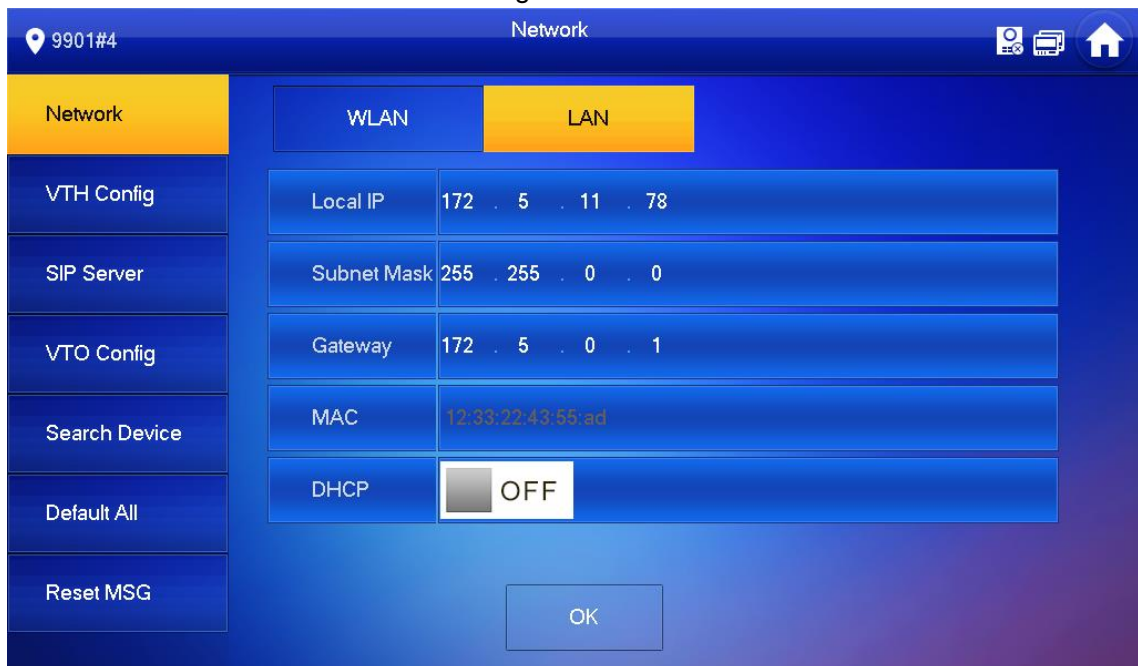 Network
9901#4
Network
WLAN
LAN
VTH Config
Local IP 172 . 5 . 11 . 78
SIP Server
Subnet Mask 255 . 255 . 0 . 0
VTO Config
Gateway 172 . 5 . 0 . 1
Search Device
MAC 12:33:22:43:55:ad
Default All
DHCP OFF
Reset MSG
OK